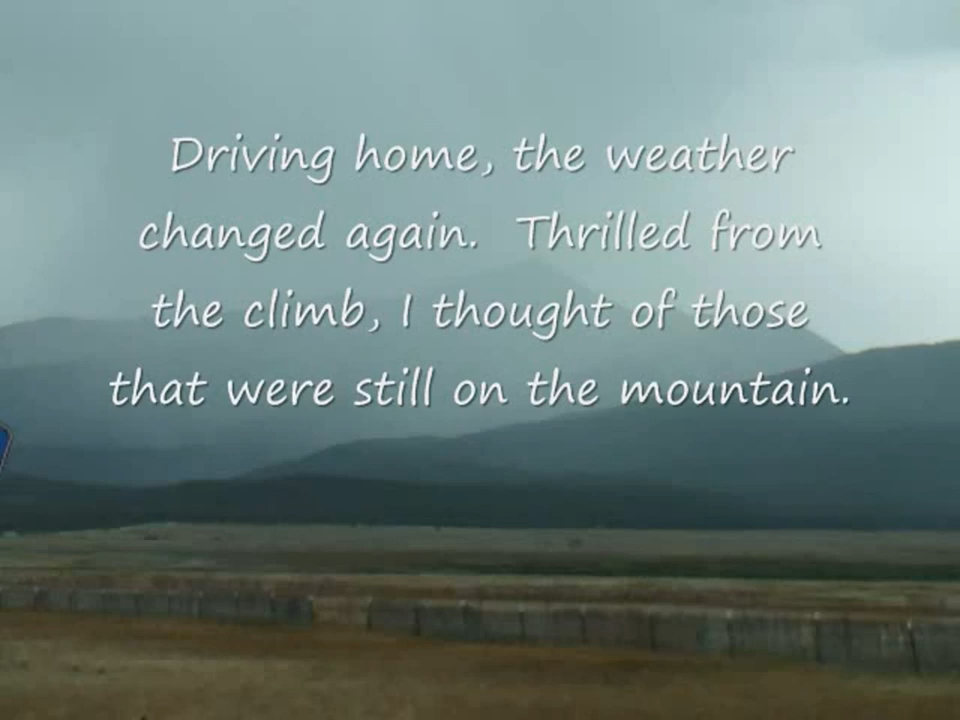 Driving home, the weather
changed again.  Thrilled from
the climb, I thought of those
that were still on the mountain.